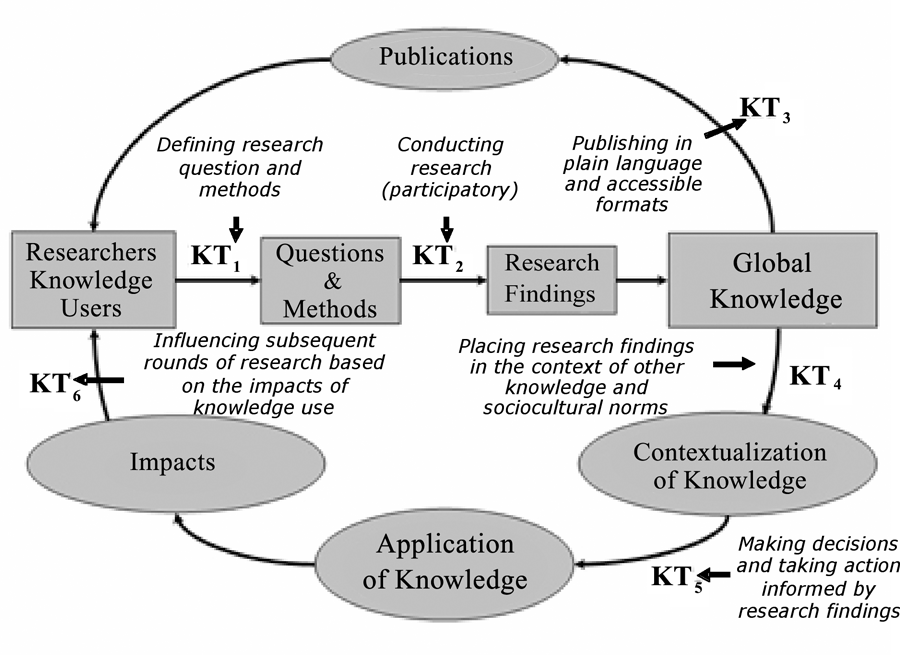 Publications
KT3
Defining research
question and
methods
Conducting
research
(participatory)
Publishing in
plain language
and accessible
formats
Researchers
Knowledge
Users
KT1
Questions
&
Methods
KT2
Research
Findings
Global
Knowledge
Influencing subsequent
rounds of research based
on the impacts of
knowledge use
KT6
Placing research findings
in the context of other
knowledge and
sociocultural norms
KT4
Impacts
Contextualization
of Knowledge
Application
of Knowledge
KT5
Making decisions
and taking action
informed by
research findings